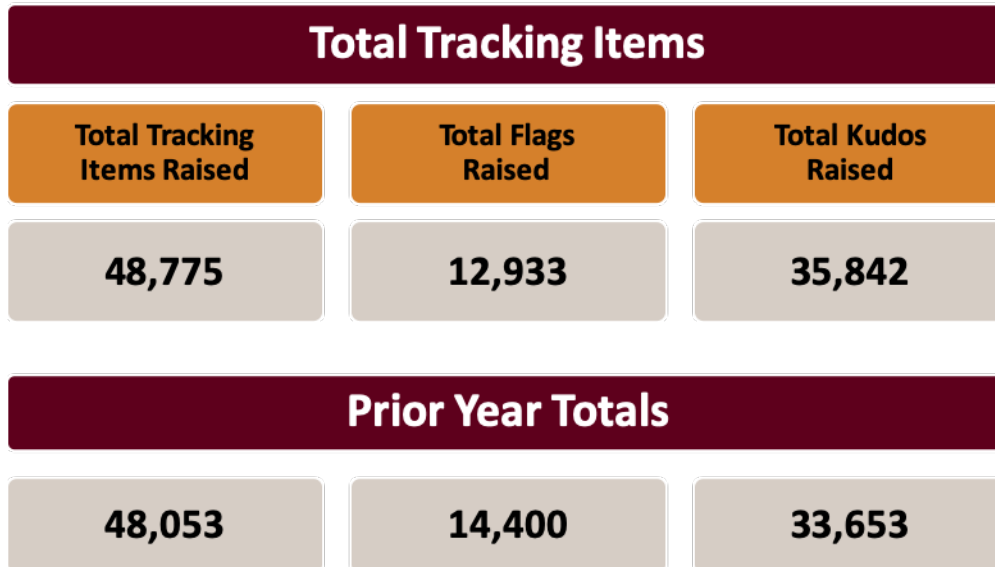 Total Tracking Items
Total Tracking
Items Raised
Total Flags
Raised
Total Kudos
Raised
48,775
12,933
35,842
Prior Year Totals
48,053
14,400
33,653